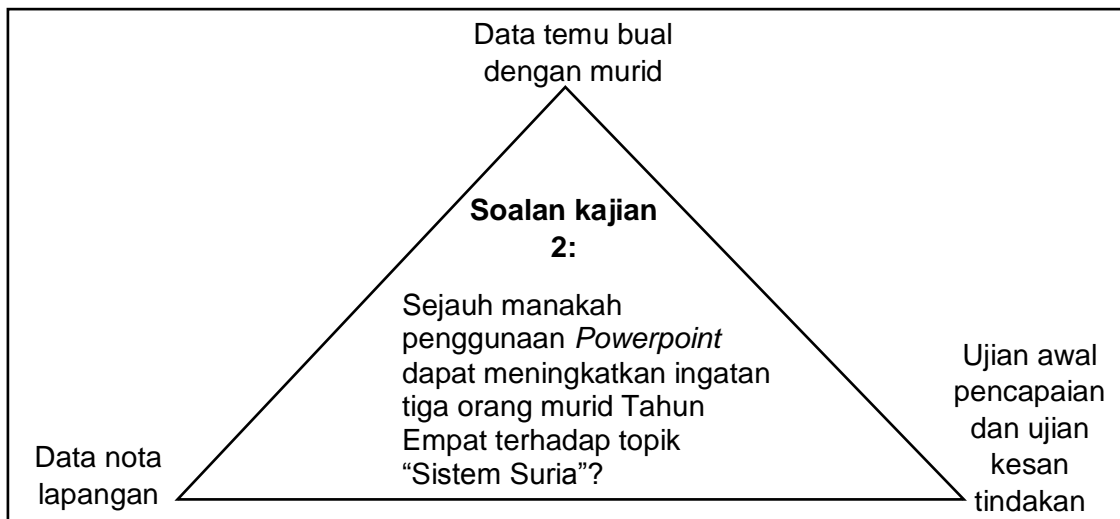 Data temu bual
dengan murid
Soalan kajian
2:
Sejauh manakah
penggunaan Powerpoint
dapat meningkatkan ingatan
tiga orang murid Tahun
Empat terhadap topik
“Sistem Suria”?
Data nota
lapangan
Ujian awal
pencapaian
dan ujian
kesan
tindakan